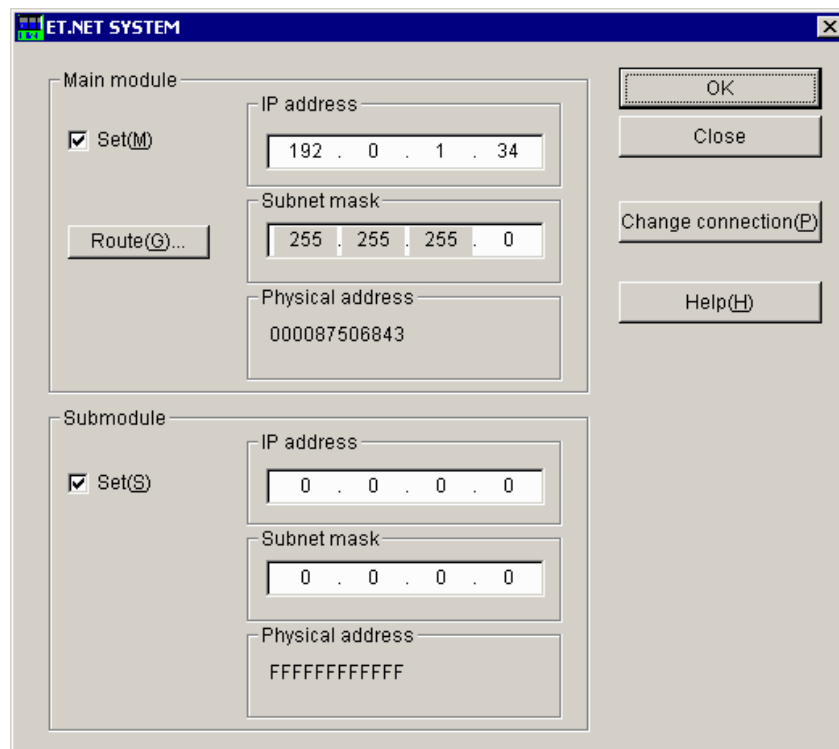 ET.NET SYSTEM
Main module
Set(M)
IP address
192 . 0 . 1 . 34
Route(G)...
Subnet mask
255 . 255 . 255 . 0
Physical address
000087506843
Submodule
Set(S)
IP address
0 . 0 . 0 . 0
Subnet mask
0 . 0 . 0 . 0
Physical address
FFFFFFFFFFFF
OK
Close
Change connection(P)
Help(H)